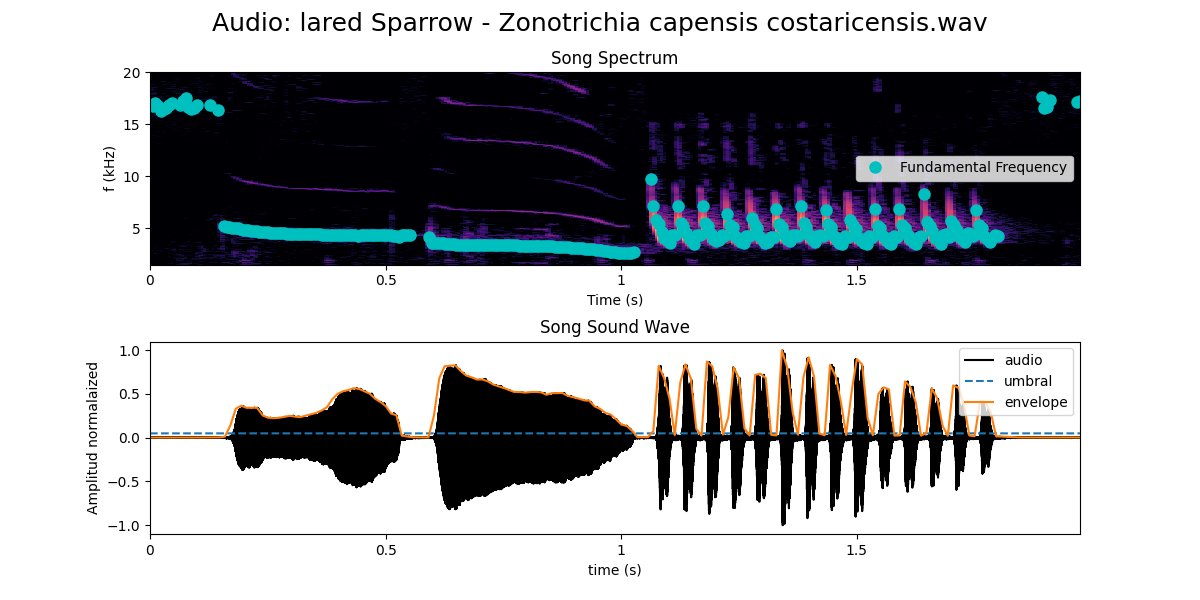 Audio: lared Sparrow - Zonotrichia capensis costaricensis.wav
Song Spectrum
20
15
10
5
f (kHz)
Fundamental Frequency
0
0.5
1
1.5
Time (s)
Song Sound Wave
1.0
0.5
0.0
−0.5
−1.0
Amplitud normalaized
audio
umbral
envelope
0
0.5
1
1.5
time (s)